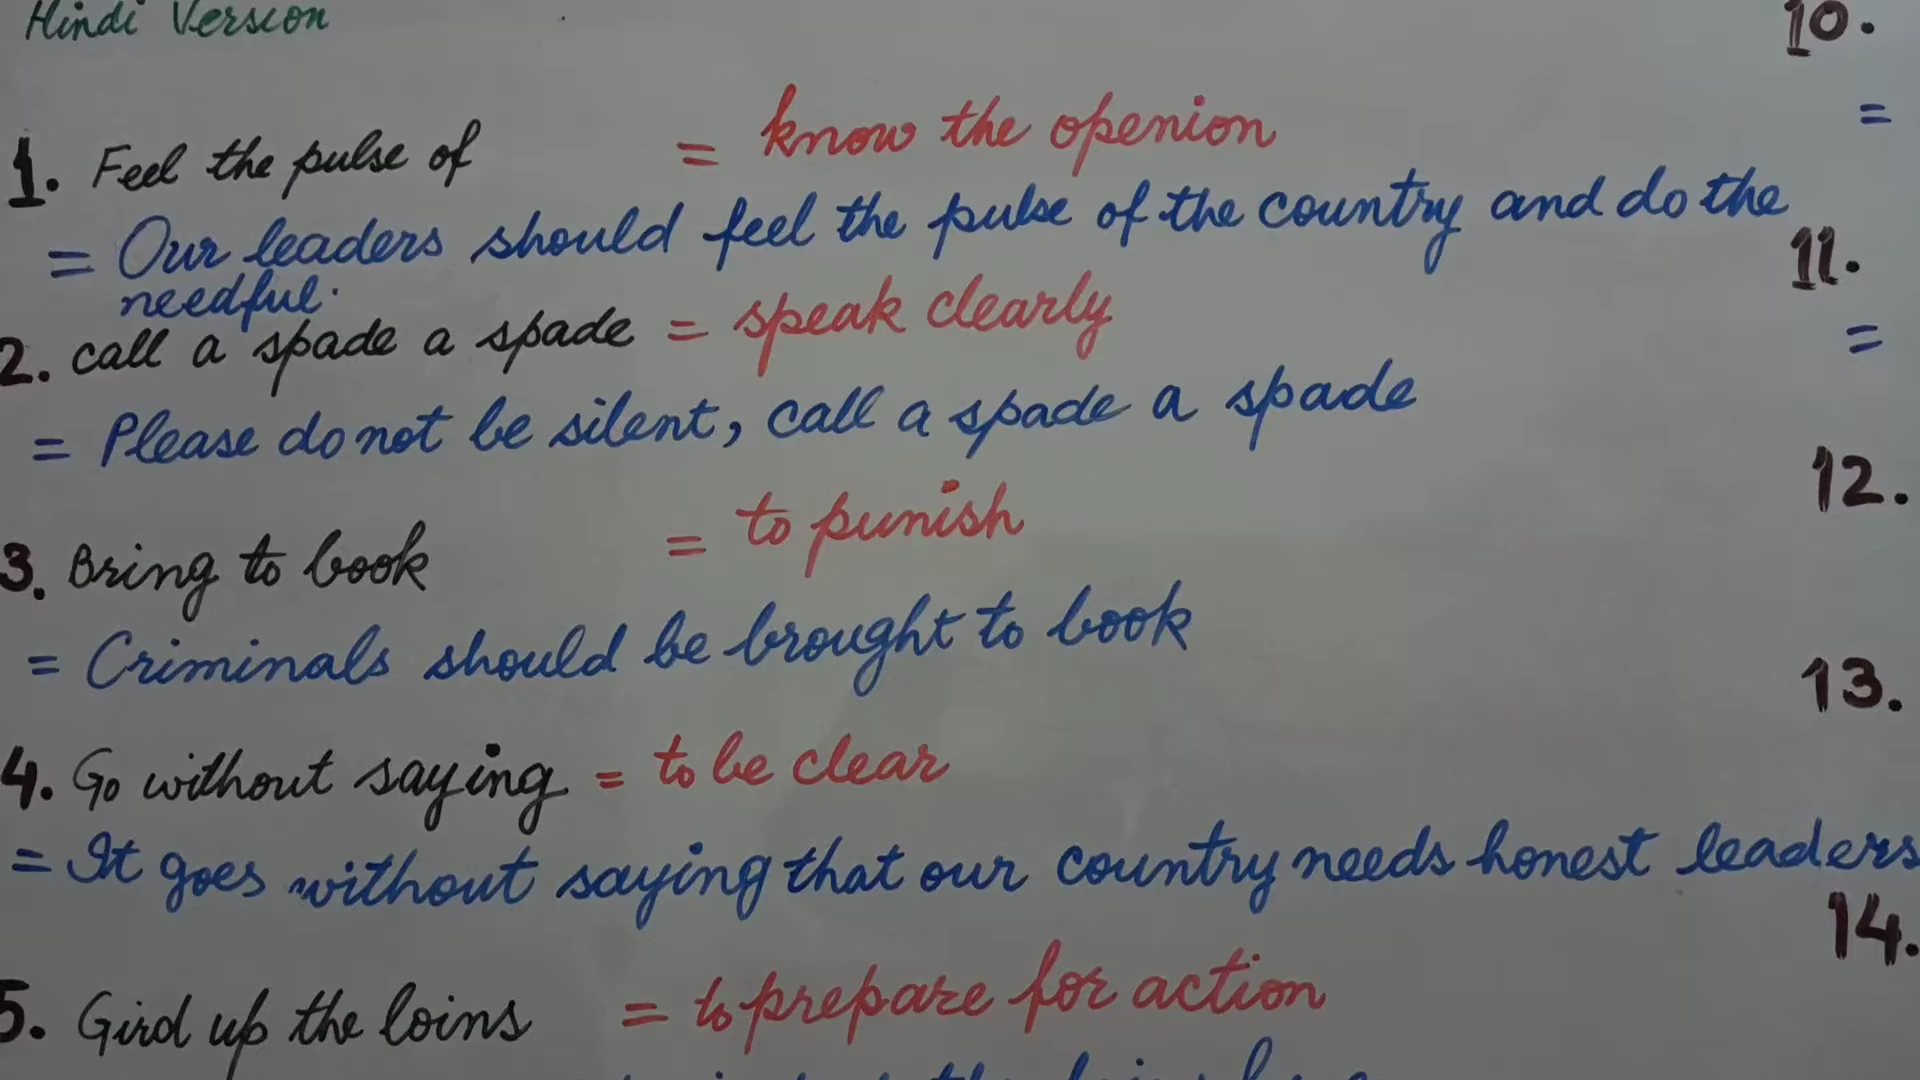 Hindi Version
1. Feel the pulse of = know the openion
= Our leaders should feel the pulse of the country and do the
needful.
2. call a spade a spade = speak clearly
= Please do not be silent, call a spade a spade
3. Bring to book = to punish
= Criminals should be brought to book
4. Go without saying = to be clear
= It goes without saying that our country needs honest leaders
5. Gird up the loins = to prepare for action
10.
=
11.
=
12.
13.
14.